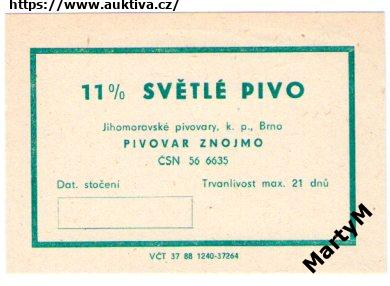 https://www.auktiva.cz/
11% SVĚTLÉ PIVO
Jihomoravské pivovary, k. p., Brno
PIVOVAR ZNOJMO
ČSN 56 6635
Dat. stočení Trvanlivost max. 21 dnů
VČT 37 88 1240-37264
MartyM